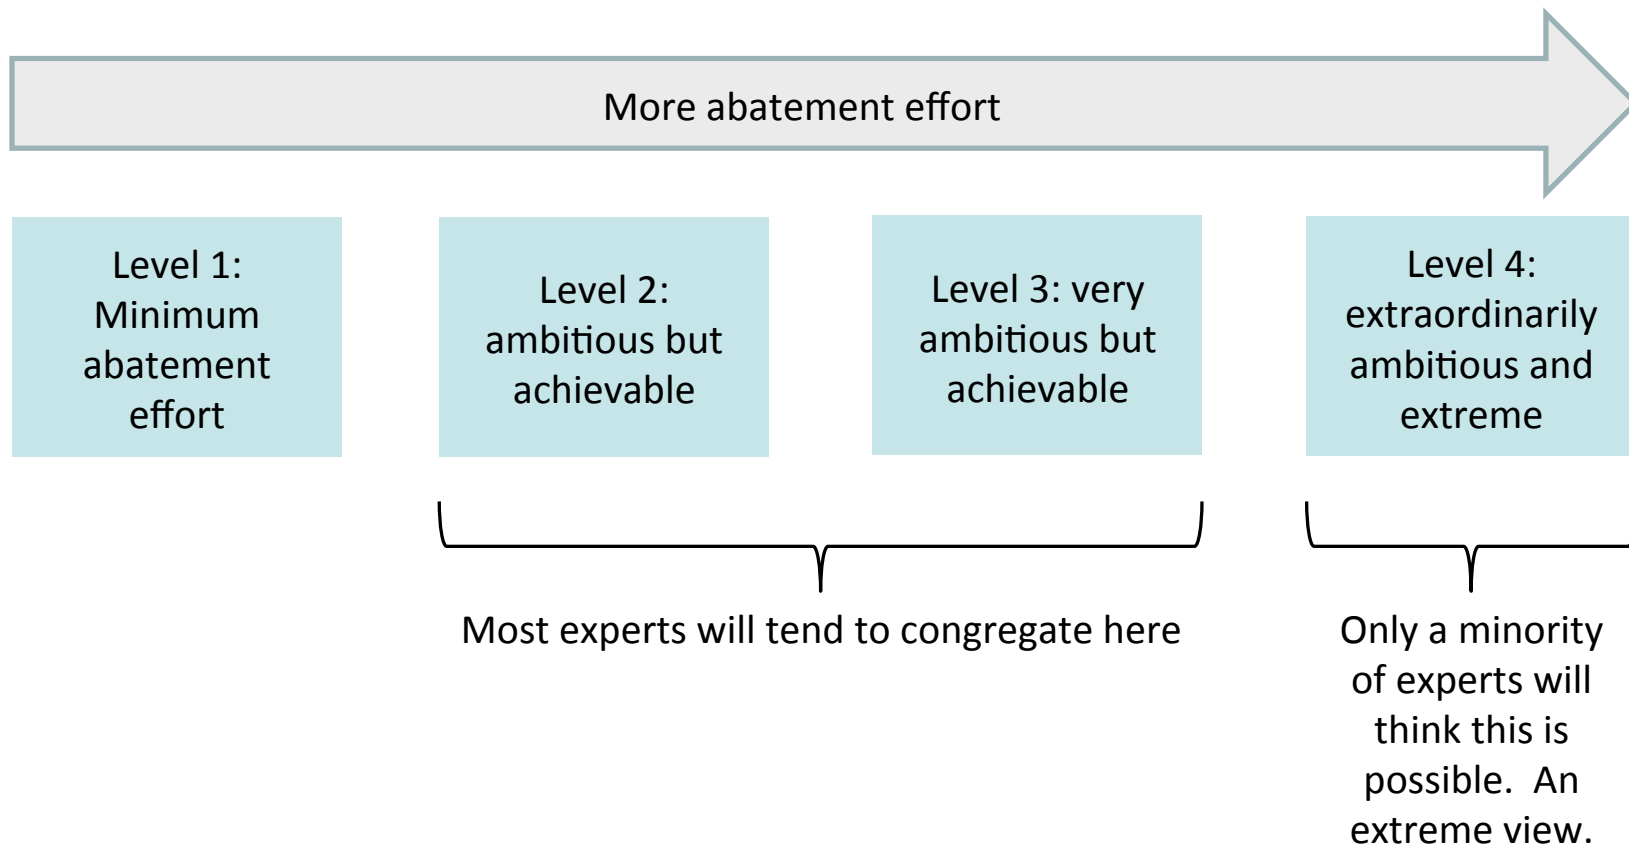 More abatement effort
Level 1:
Minimum
abatement
effort
Level 2:
ambitious but
achievable
Level 3: very
ambitious but
achievable
Level 4:
extraordinarily
ambitious and
extreme
Most experts will tend to congregate here
Only a minority
of experts will
think this is
possible.  An
extreme view.